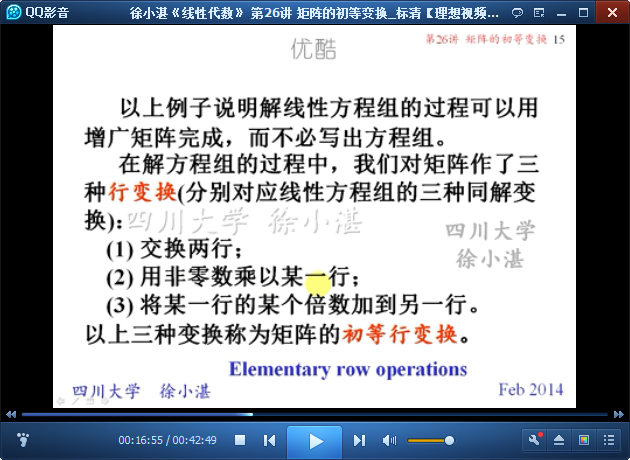 QQ影音
徐小湛《线性代数》 第26讲 矩阵的初等变换_标清【理想视频...
优酷
第26讲 矩阵的初等变换 15
以上例子说明解线性方程组的过程可以用
增广矩阵完成，而不必写出方程组。
在解方程组的过程中，我们对矩阵作了三
种行变换(分别对应线性方程组的三种同解变
换)：
四川大学 徐小湛
四川大学
徐小湛
(1) 交换两行；
(2) 用非零数乘以某一行；
(3) 将某一行的某个倍数加到另一行。
以上三种变换称为矩阵的初等行变换。
Elementary row operations
四川大学 徐小湛
Feb 2014
00:16:55 / 00:42:49